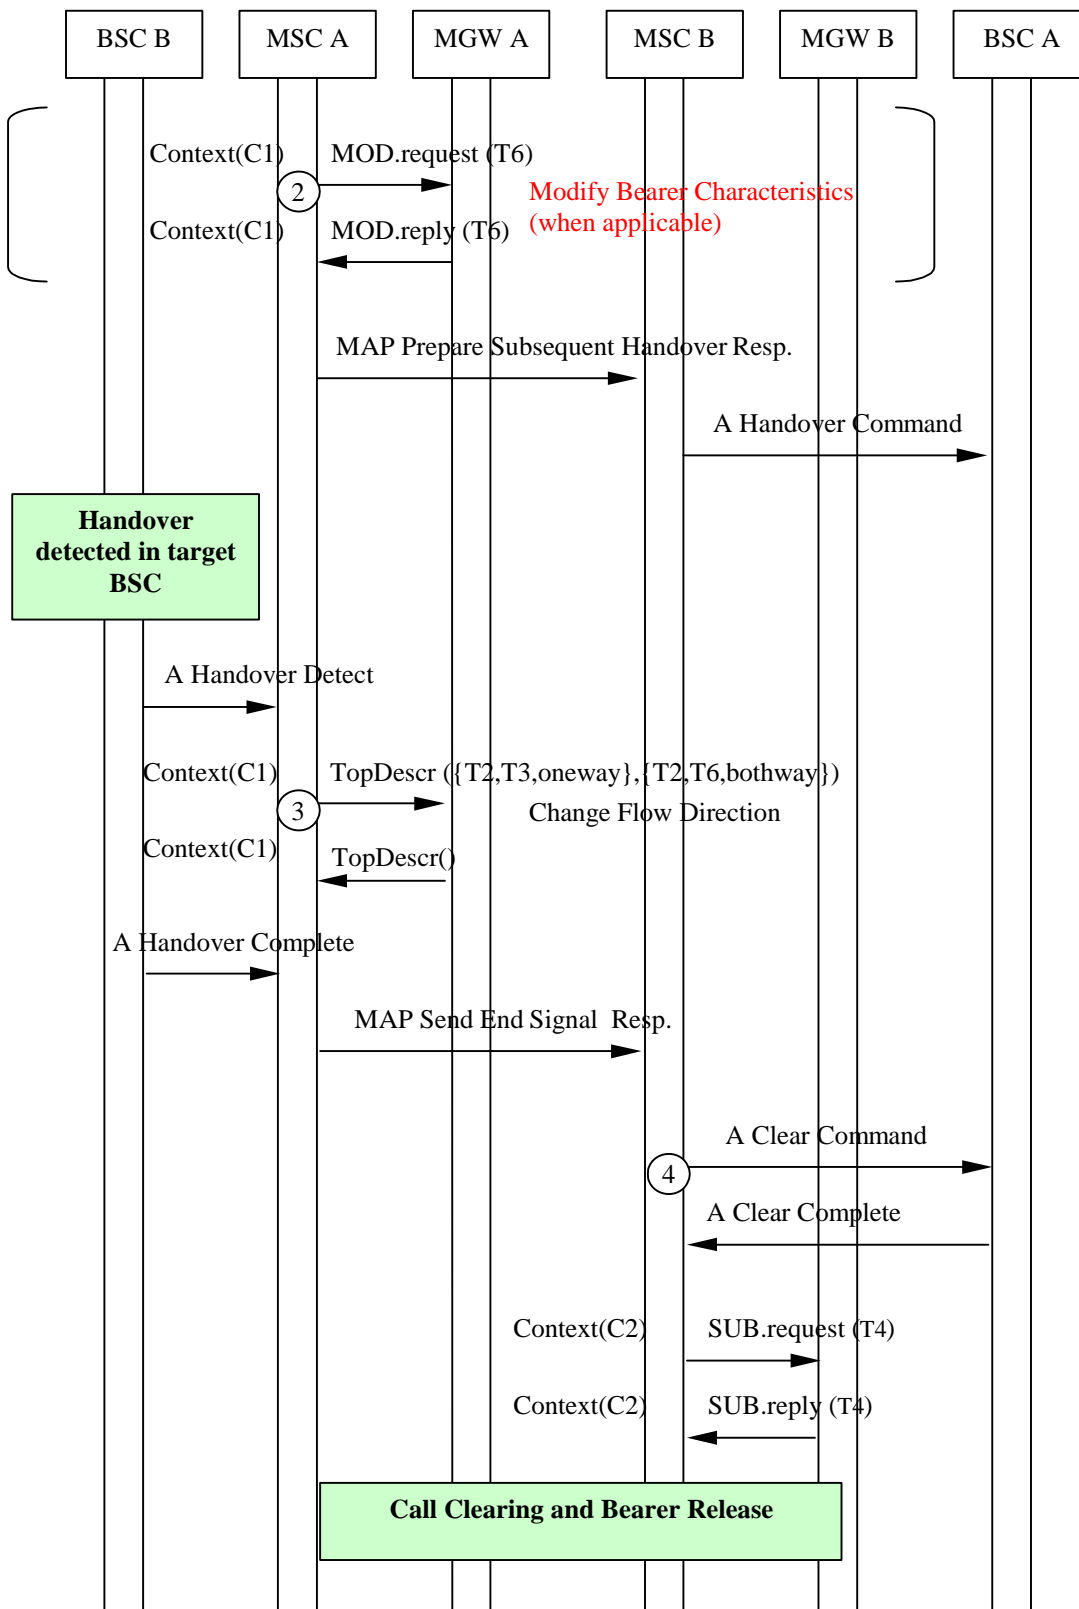 BSC B MSC A MGW A MSC B MGW B BSC A
Context(C1) MOD.request (T6)
2
Modify Bearer Characteristics
(when applicable)
Context(C1) MOD.reply (T6)
MAP Prepare Subsequent Handover Resp.
A Handover Command
Handover
detected in target
BSC
A Handover Detect
Context(C1) TopDescr ({T2,T3,oneway},{T2,T6,bothway})
3
Change Flow Direction
Context(C1) TopDescr()
A Handover Complete
MAP Send End Signal Resp.
A Clear Command
4
A Clear Complete
Context(C2) SUB.request (T4)
Context(C2) SUB.reply (T4)
Call Clearing and Bearer Release